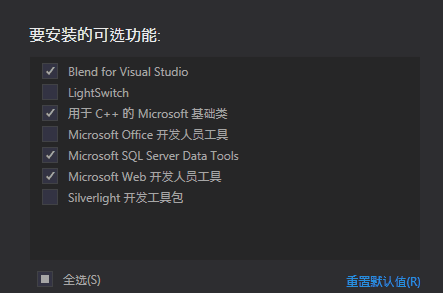 要安装的可选功能:
Blend for Visual Studio
LightSwitch
用于 C++ 的 Microsoft 基础类
Microsoft Office 开发人员工具
Microsoft SQL Server Data Tools
Microsoft Web 开发人员工具
Silverlight 开发工具包
全选(S)
重置默认值(R)